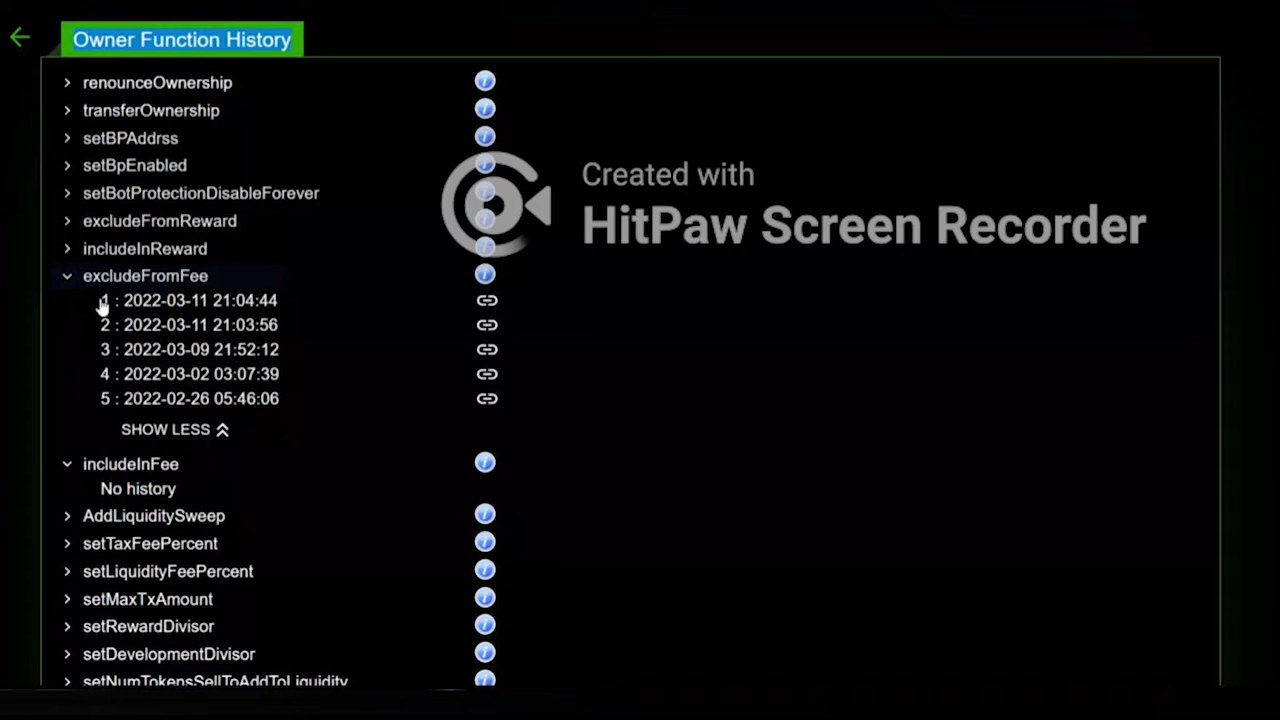 Owner Function History
renounceOwnership
transferOwnership
setBPAddrss
setBpEnabled
setBotProtectionDisableForever
excludeFromReward
includeInReward
excludeFromFee
1 : 2022-03-11 21:04:44
2 : 2022-03-11 21:03:56
3 : 2022-03-09 21:52:12
4 : 2022-03-02 03:07:39
5 : 2022-02-26 05:46:06
SHOW LESS
includeInFee
No history
AddLiquiditySweep
setTaxFeePercent
setLiquidityFeePercent
setMaxTxAmount
setRewardDivisor
setDevelopmentDivisor
setNumTokensSellToAddToLiquidity
Created with
HitPaw Screen Recorder